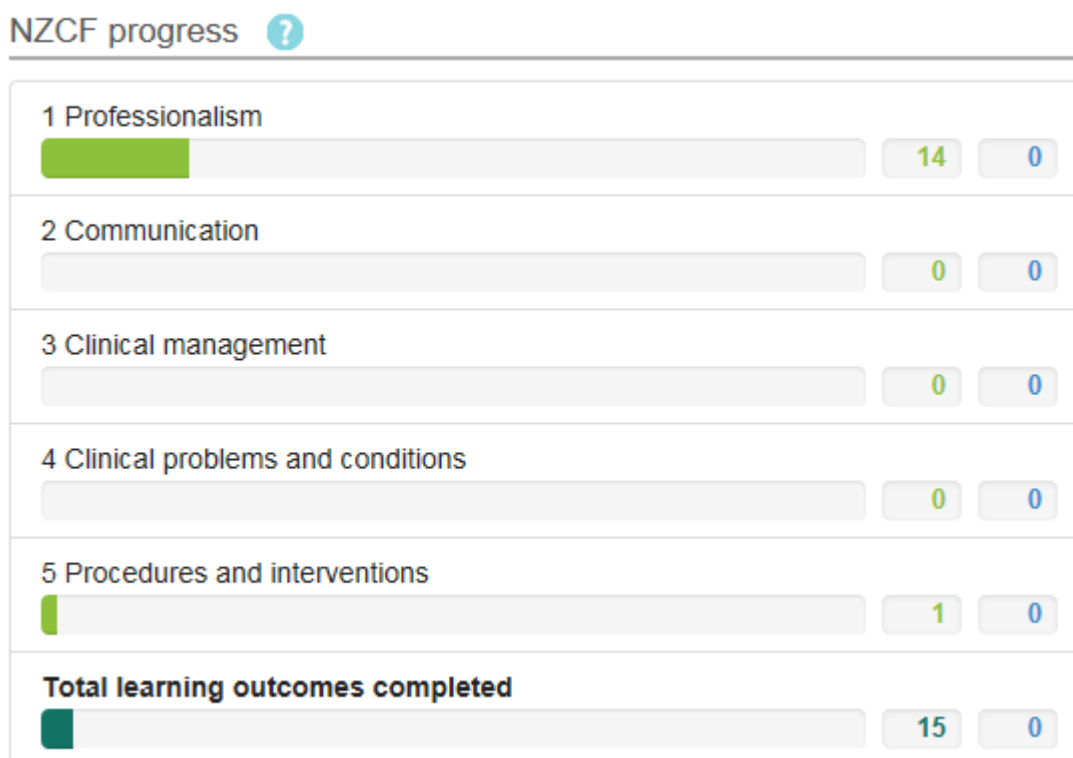 NZCF progress ?
1 Professionalism
14 0
2 Communication
0 0
3 Clinical management
0 0
4 Clinical problems and conditions
0 0
5 Procedures and interventions
1 0
Total learning outcomes completed
15 0